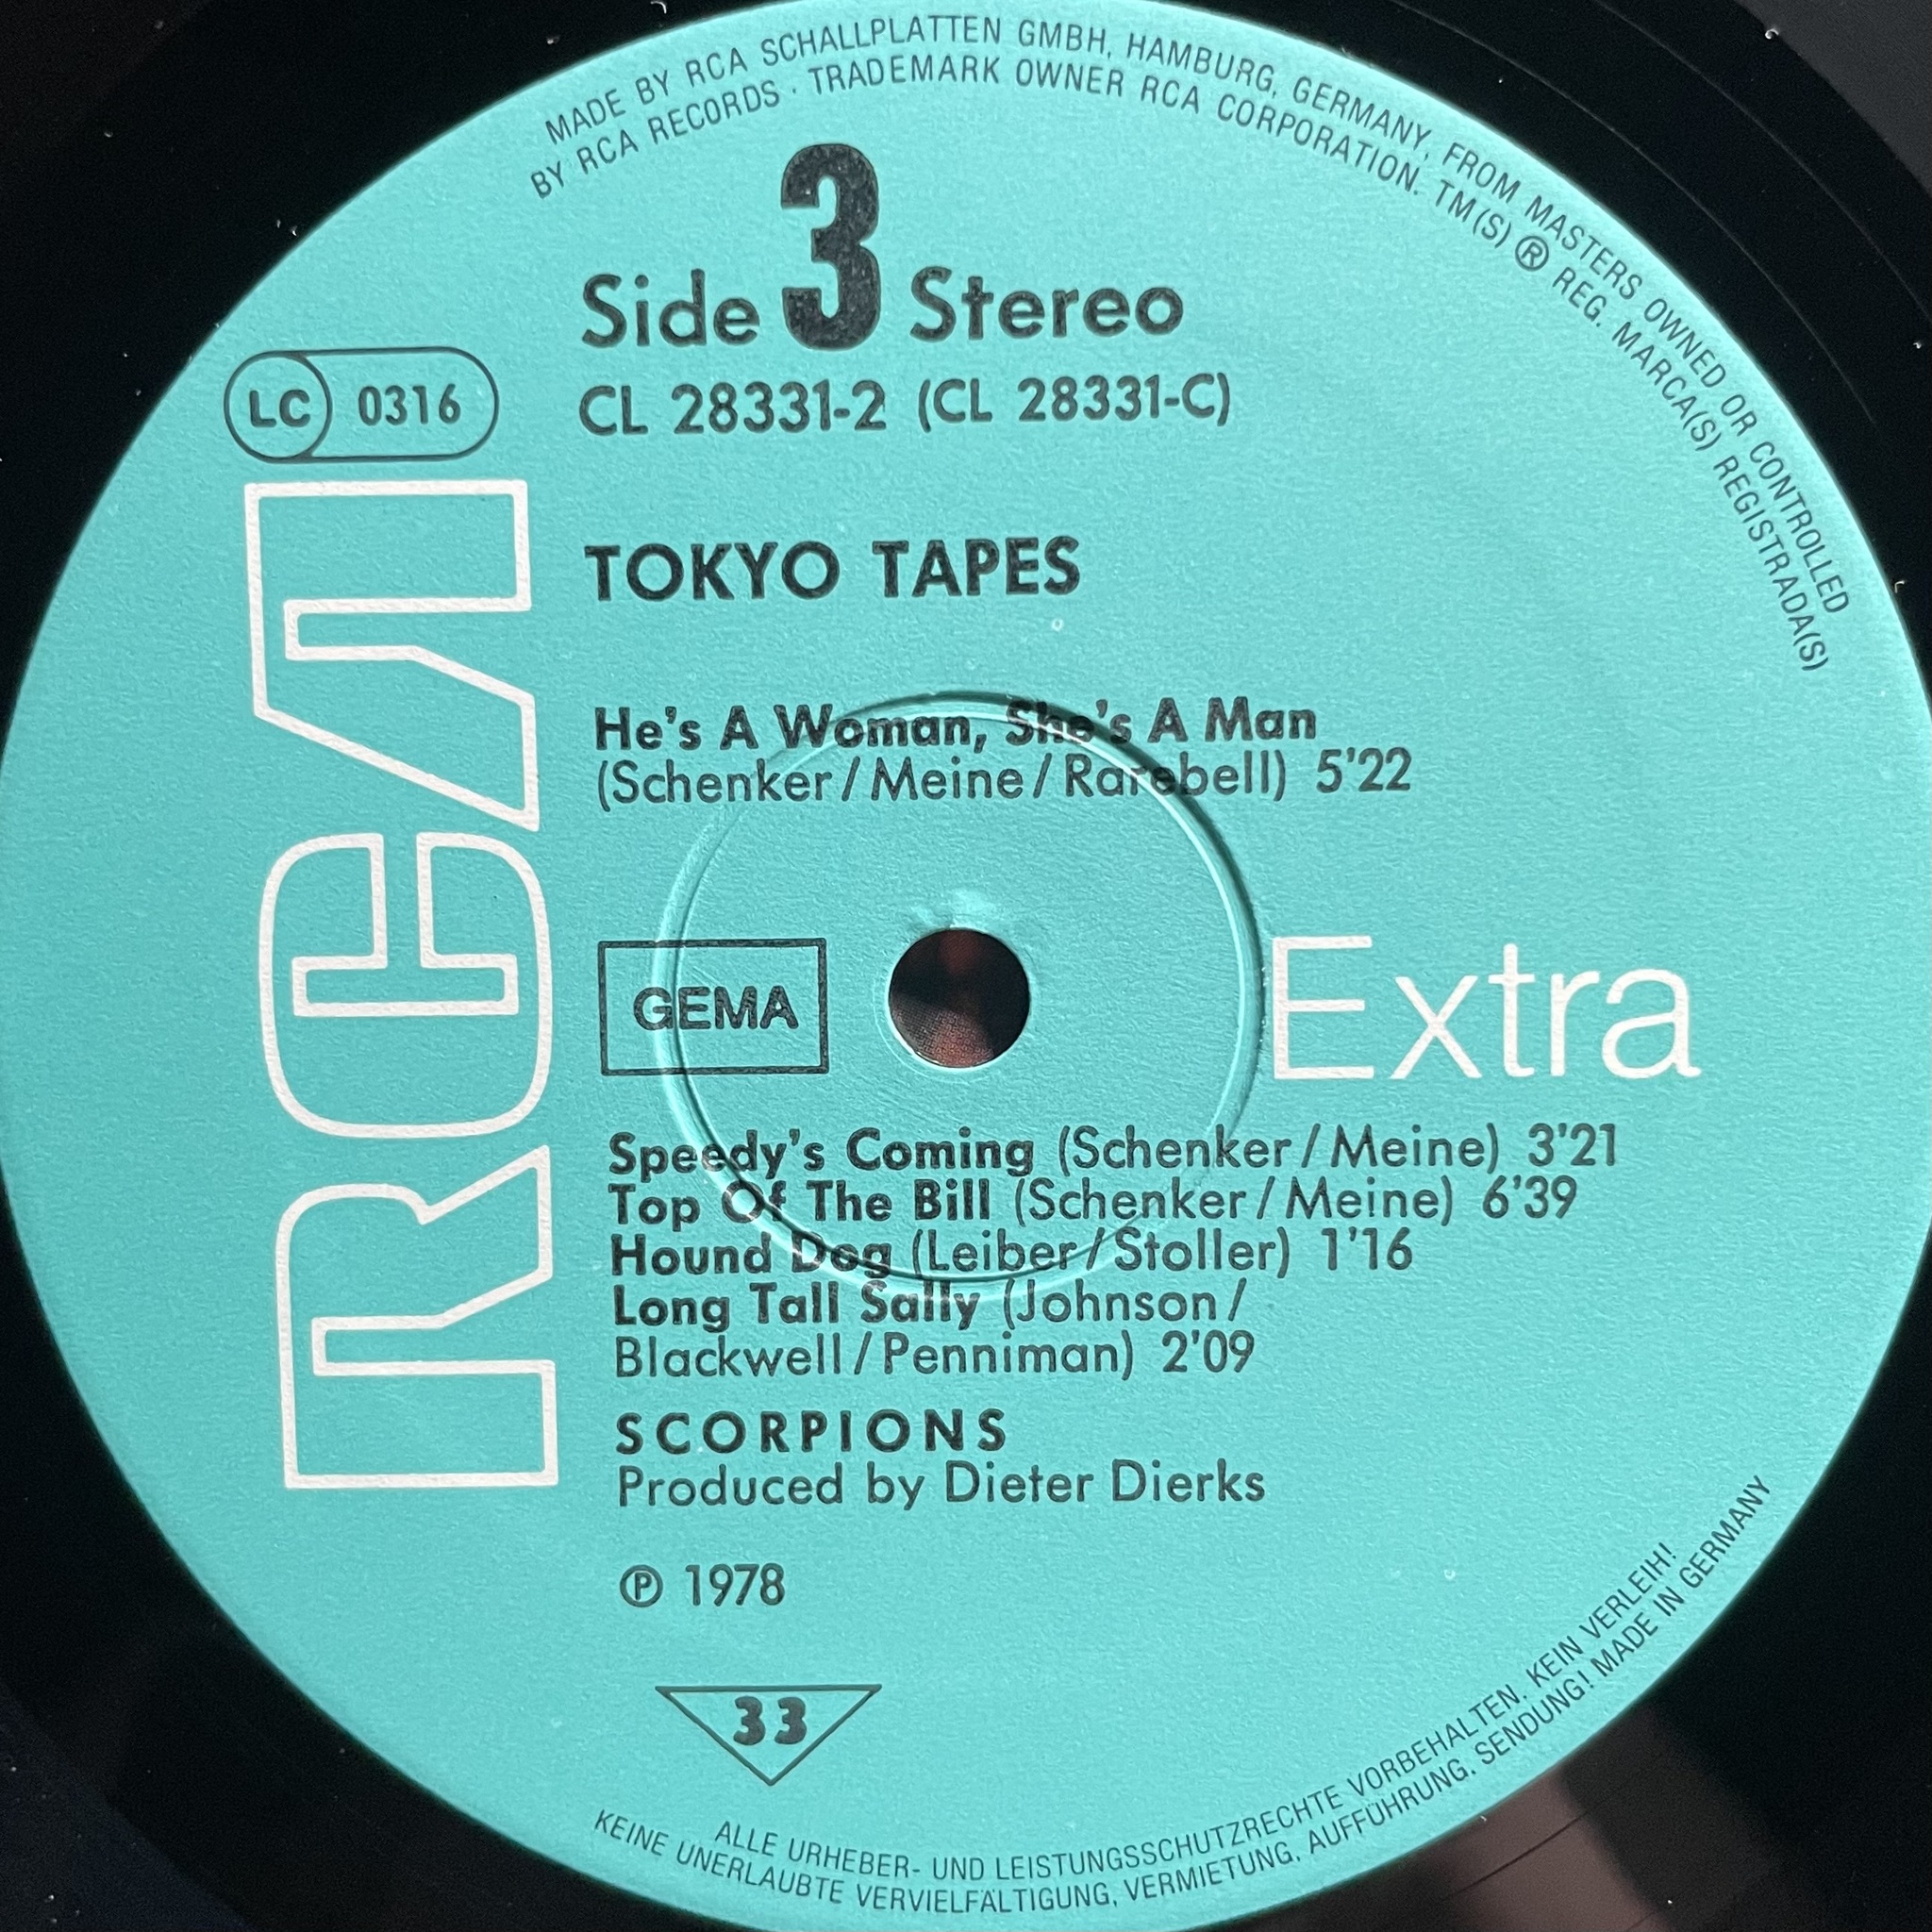 MADE BY RCA SCHALLPLATTEN GMBH, HAMBURG, GERMANY, FROM MASTERS OWNED OR CONTROLLED
BY RCA RECORDS · TRADEMARK OWNER RCA CORPORATION. TM(S) ® REG. MARCA(S) REGISTRADA(S)
Side 3 Stereo
LC 0316
CL 28331-2 (CL 28331-C)
RCA
TOKYO TAPES
He's A Woman, She's A Man
(Schenker/Meine/Rarebell) 5'22
GEMA
Extra
Speedy's Coming (Schenker/Meine) 3'21
Top Of The Bill (Schenker/Meine) 6'39
Hound Dog (Leiber/Stoller) 1'16
Long Tall Sally (Johnson/
Blackwell/Penniman) 2'09
SCORPIONS
Produced by Dieter Dierks
℗ 1978
33
ALLE URHEBER- UND LEISTUNGSSCHUTZRECHTE VORBEHALTEN. KEIN VERLEIH!
KEINE UNERLAUBTE VERVIELFÄLTIGUNG, VERMIETUNG, AUFFÜHRUNG, SENDUNG! MADE IN GERMANY